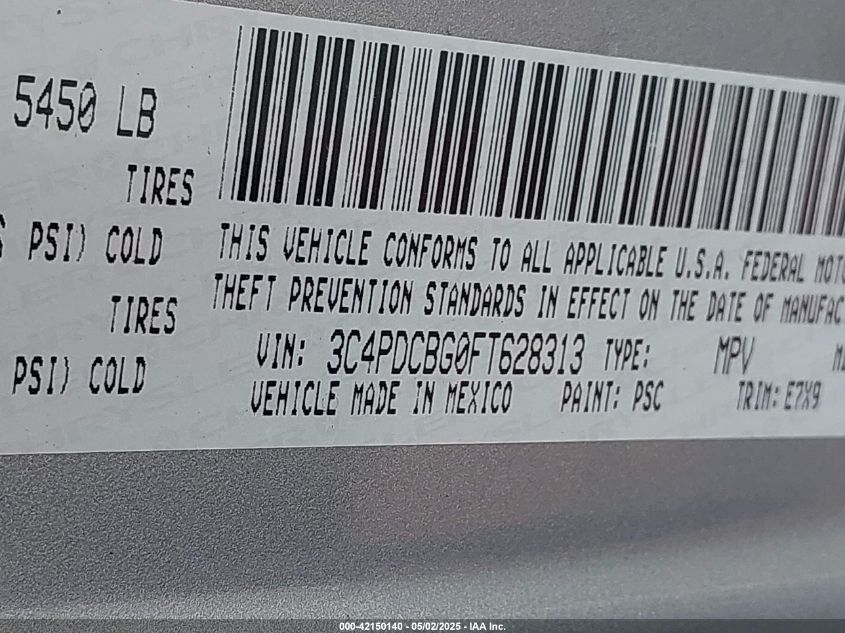 5450 LB
TIRES
PSI) COLD
TIRES
PSI) COLD
THIS VEHICLE CONFORMS TO ALL APPLICABLE U.S.A. FEDERAL
THEFT PREVENTION STANDARDS IN EFFECT ON THE DATE OF
VIN: 3C4PDCBG0FT628313 TYPE: MPV
VEHICLE MADE IN MEXICO PAINT: PSC TRIM: E7X9
000-42150140 - 05/02/2025 - IAA Inc.